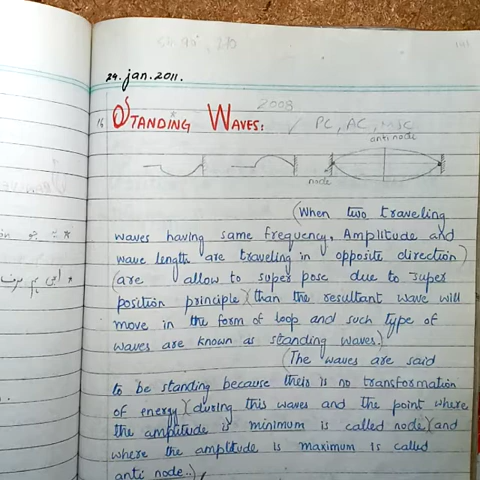 24.jan.2011.
2008
STANDING WAVES:
PC, AC, MSC
anti node
node
(When two traveling
waves having same frequency, Amplitude and
wave length are traveling in opposite direction)
(are allow to super pose due to super
position principle)(than the resultant wave will
move in the form of loop and such type of
waves are known as standing waves.)
(The waves are said
to be standing because their is no transformation
of energy)(during this waves and the point where
the amplitude is minimum is called node)(and
where the amplitude is maximum is called
anti node..)